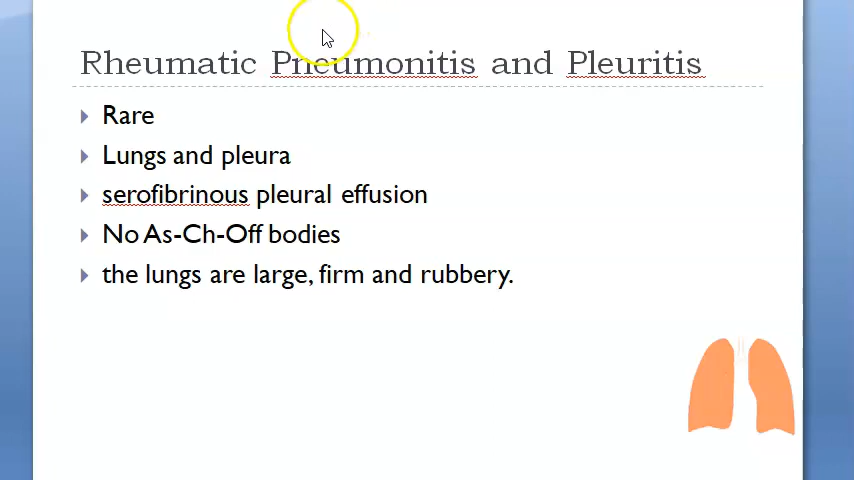 Rheumatic Pneumonitis and Pleuritis
Rare
Lungs and pleura
serofibrinous pleural effusion
No As-Ch-Off bodies
the lungs are large, firm and rubbery.